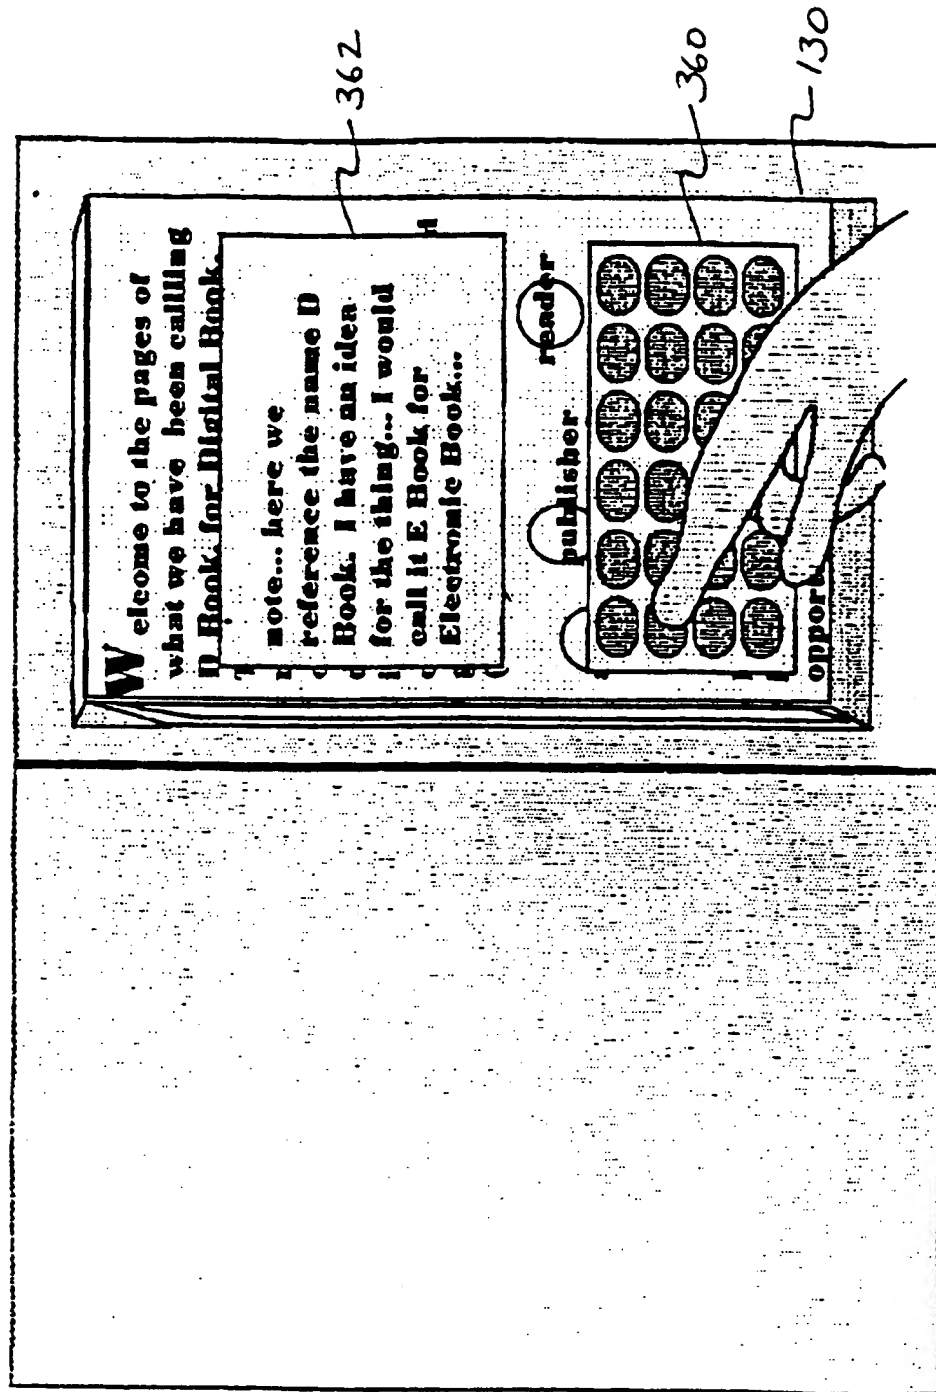 Welcome to the pages of
what we have been callling
D Book, for Digital Book.
note... here we
reference the name D
Book. I have an idea
for the thing... I would
call it E Book for
Electronic Book...
publisher
reader
opport
362
360
130